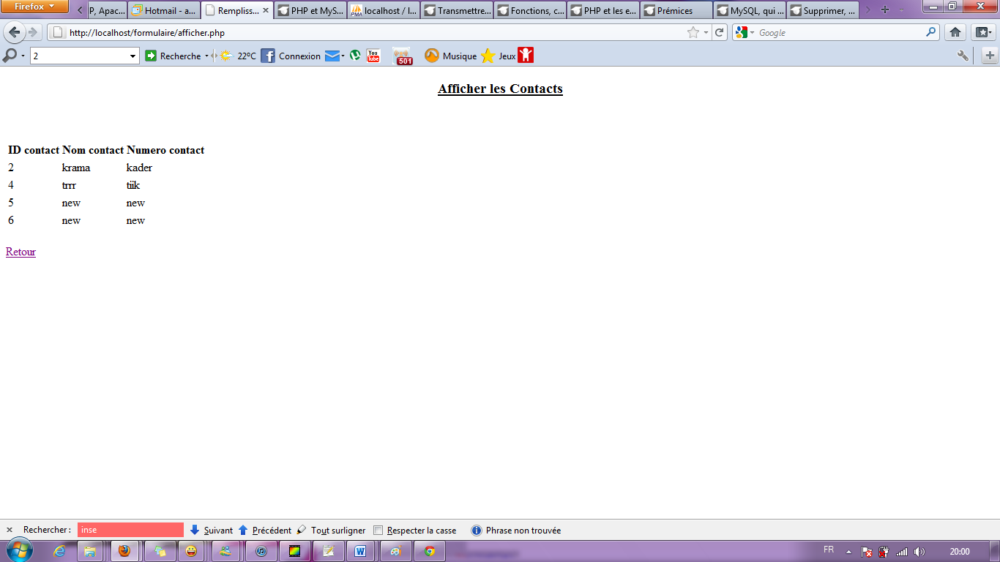 Firefox
P, Apac... Hotmail - a... Rempliss... PHP et MyS... localhost / l... Transmettre... Fonctions, c... PHP et les e... Prémices MySQL, qui ... Supprimer, ...
http://localhost/formulaire/afficher.php Google
2 Recherche 22ºC Connexion You Tube 501 Musique Jeux
Afficher les Contacts
ID contact Nom contact Numero contact
2 krama kader
4 trrr tiik
5 new new
6 new new
Retour
Rechercher : inse Suivant Précédent Tout surligner Respecter la casse Phrase non trouvée
FR 20:00